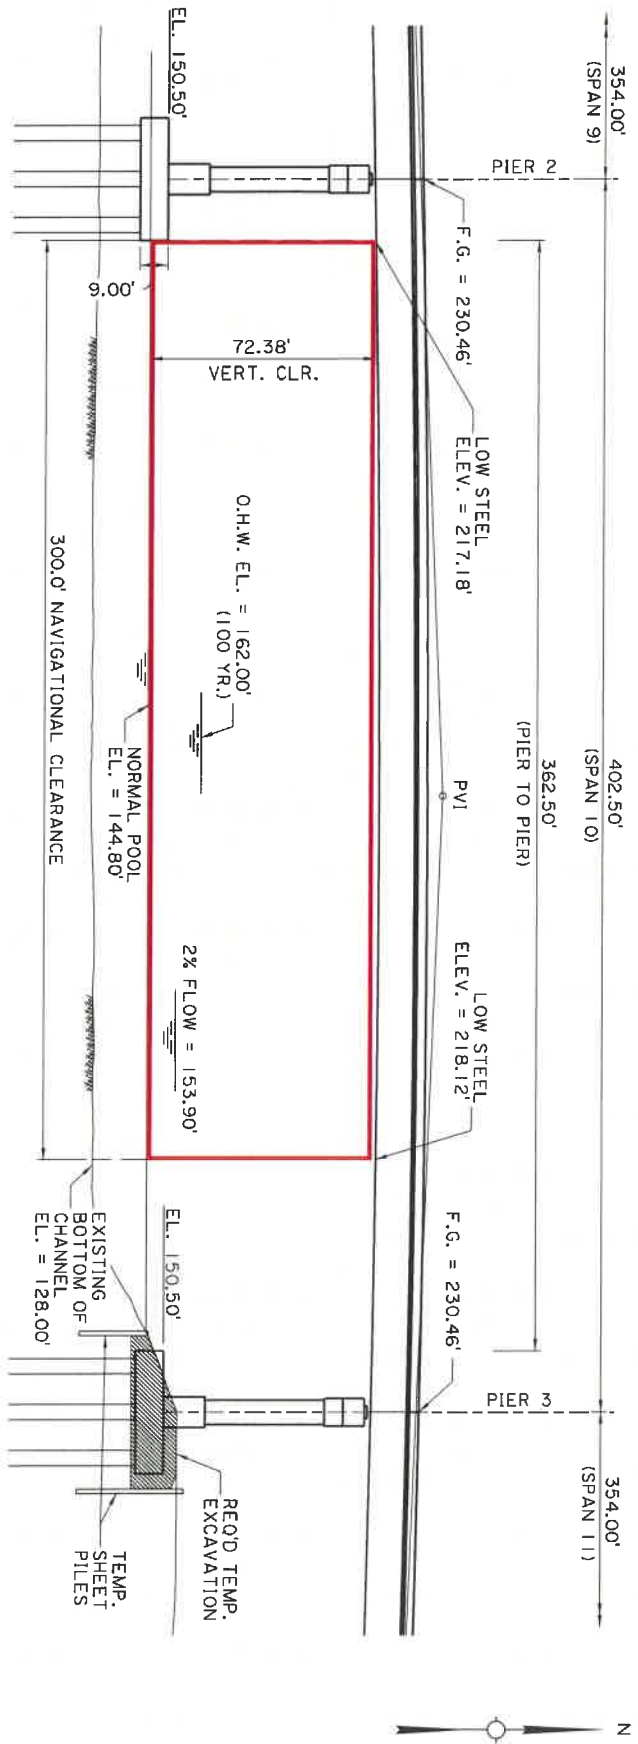 354.00'
(SPAN 9)
402.50'
(SPAN 10)
354.00'
(SPAN 11)
362.50'
(PIER TO PIER)
PIER 2
PIER 3
PVI
F.G. = 230.46'
F.G. = 230.46'
LOW STEEL
ELEV. = 217.18'
LOW STEEL
ELEV. = 218.12'
EL. 150.50'
9.00'
72.38'
VERT. CLR.
O.H.W. EL. = 162.00'
(100 YR.)
2% FLOW = 153.90'
NORMAL POOL
EL. = 144.80'
EL. 150.50'
300.0' NAVIGATIONAL CLEARANCE
EXISTING
BOTTOM OF
CHANNEL
EL. = 128.00'
REQ'D TEMP.
EXCAVATION
TEMP.
SHEET
PILES
N